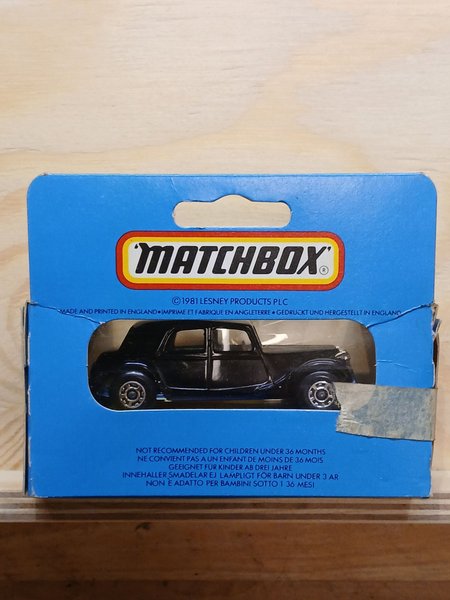 MATCHBOX®
©1981 LESNEY PRODUCTS PLC
MADE AND PRINTED IN ENGLAND•IMPRIMÉ ET FABRIQUÉ EN ANGLETERRE•GEDRUCKT UND HERGESTELLT IN ENGLAND
NOT RECOMMENDED FOR CHILDREN UNDER 36 MONTHS
NE CONVIENT PAS A UN ENFANT DE MOINS DE 36 MOIS
GEEIGNET FÜR KINDER AB DREI JAHRE
INNEHALLER SMADELAR EJ LAMPLIGT FÖR BARN UNDER 3 AR
NON È ADATTO PER BAMBINI SOTTO I 36 MESI